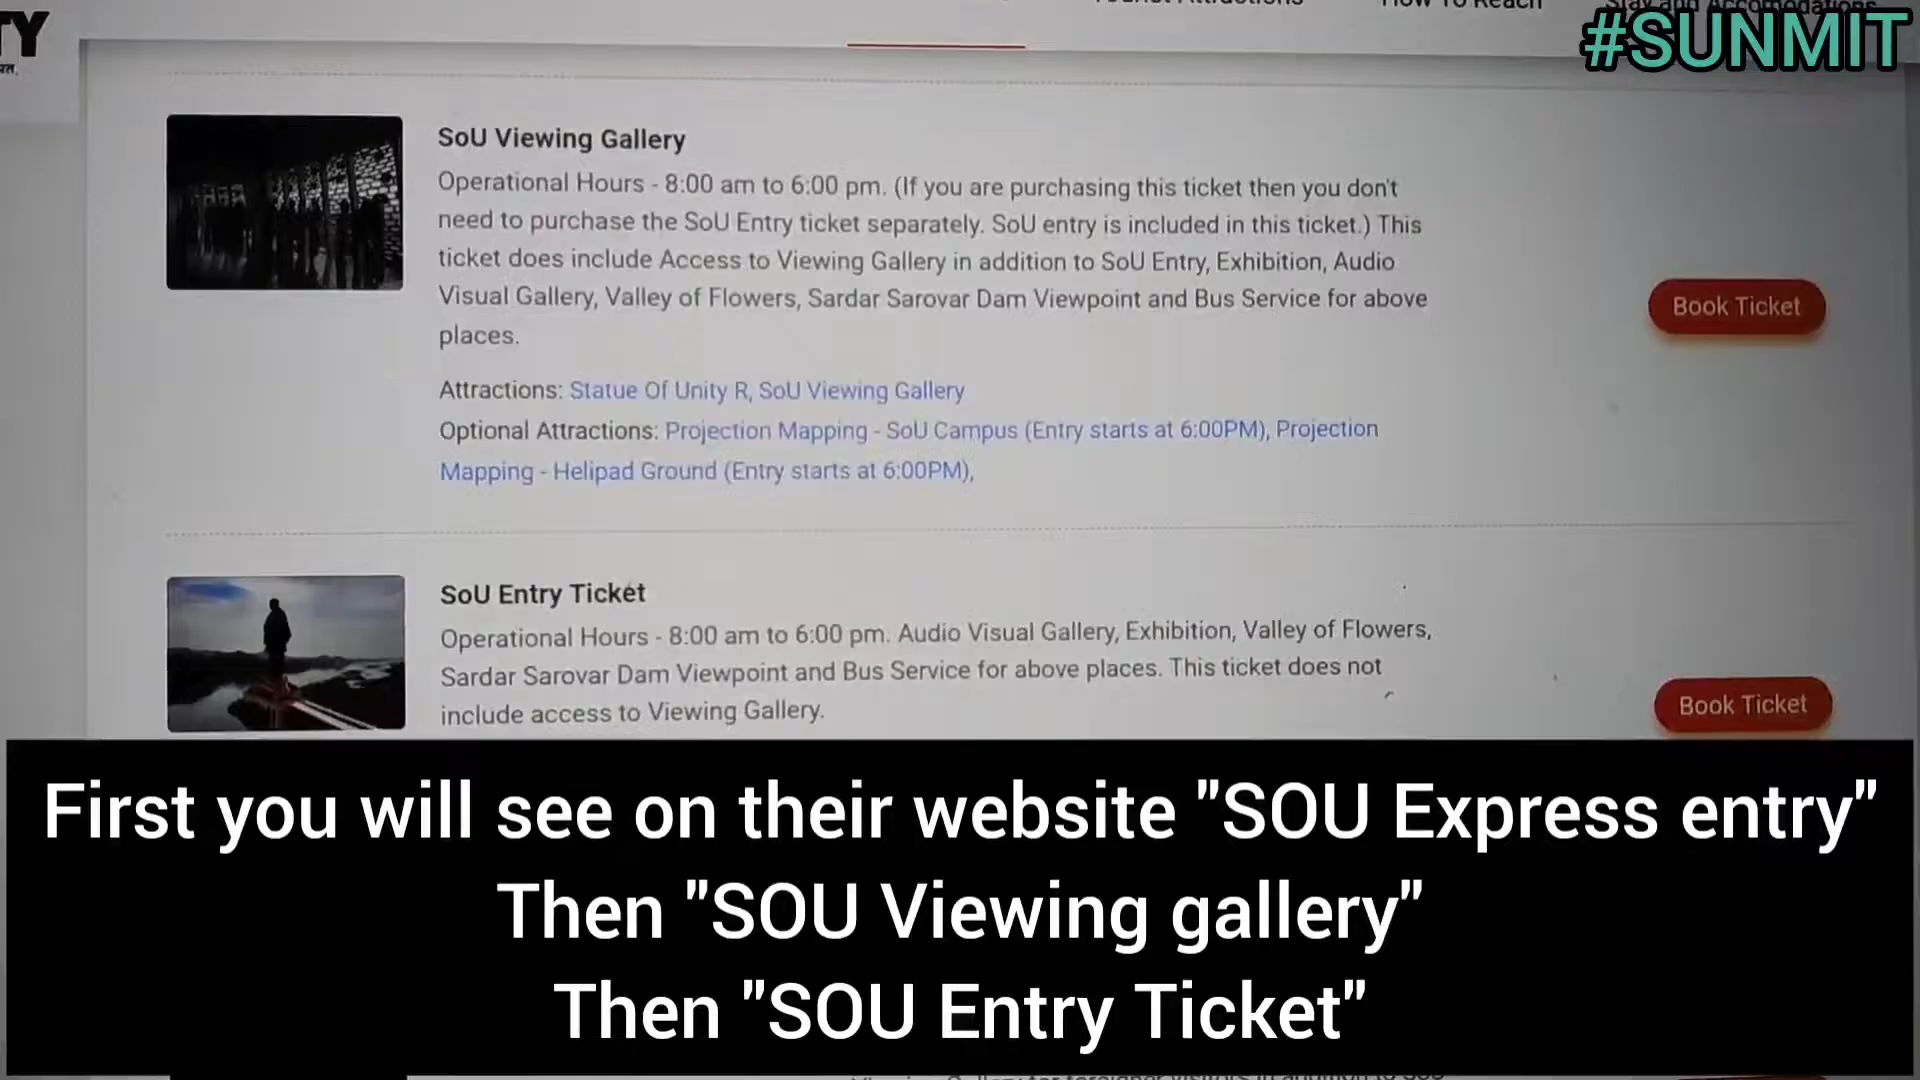 #SUNMIT
TY
SoU Viewing Gallery
Operational Hours - 8:00 am to 6:00 pm. (If you are purchasing this ticket then you don't
need to purchase the SoU Entry ticket separately. SoU entry is included in this ticket.) This
ticket does include Access to Viewing Gallery in addition to SoU Entry, Exhibition, Audio
Visual Gallery, Valley of Flowers, Sardar Sarovar Dam Viewpoint and Bus Service for above
places.
Book Ticket
Attractions: Statue Of Unity R, SoU Viewing Gallery
Optional Attractions: Projection Mapping - SoU Campus (Entry starts at 6:00PM), Projection
Mapping - Helipad Ground (Entry starts at 6:00PM),
SoU Entry Ticket
Operational Hours - 8:00 am to 6:00 pm. Audio Visual Gallery, Exhibition, Valley of Flowers,
Sardar Sarovar Dam Viewpoint and Bus Service for above places. This ticket does not
include access to Viewing Gallery.
Book Ticket
First you will see on their website "SOU Express entry"
Then "SOU Viewing gallery"
Then "SOU Entry Ticket"